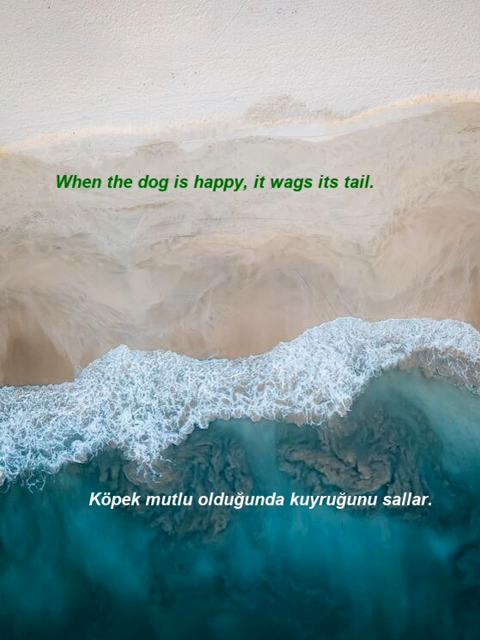 When the dog is happy, it wags its tail.
Köpek mutlu olduğunda kuyruğunu sallar.